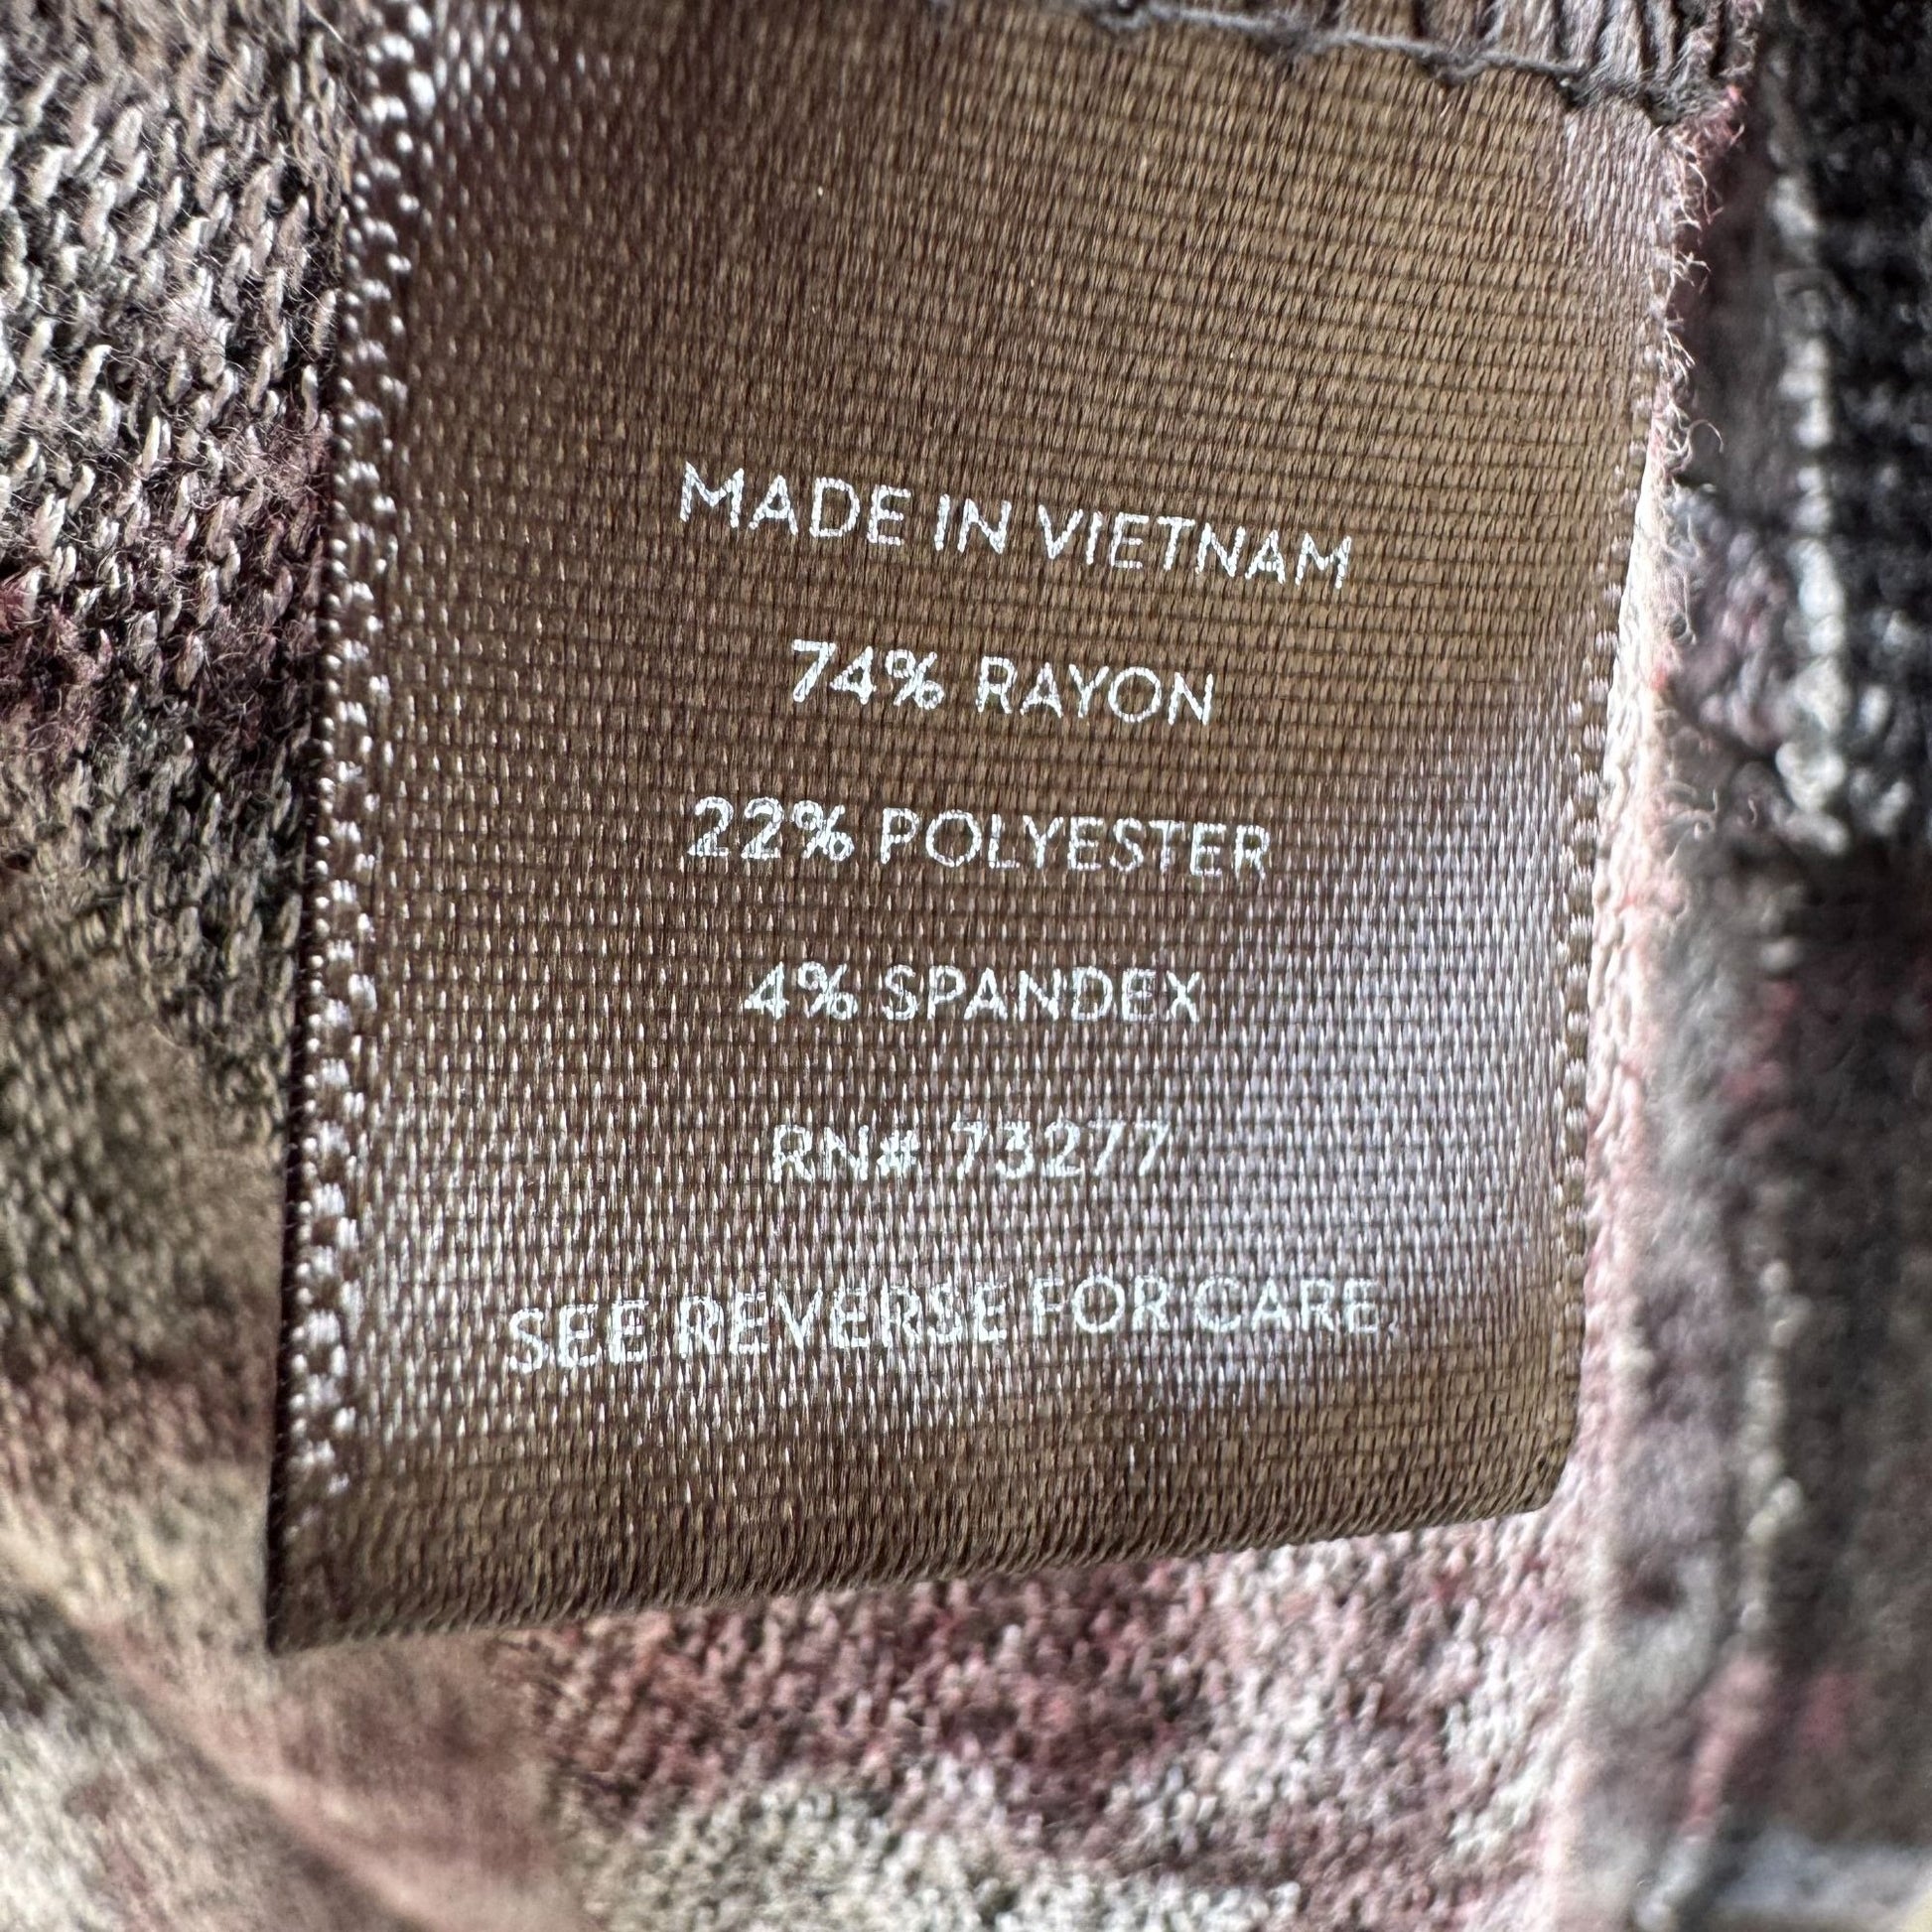 MADE IN VIETNAM
74% RAYON
22% POLYESTER
4% SPANDEX
RN# 73277
SEE REVERSE FOR CARE.